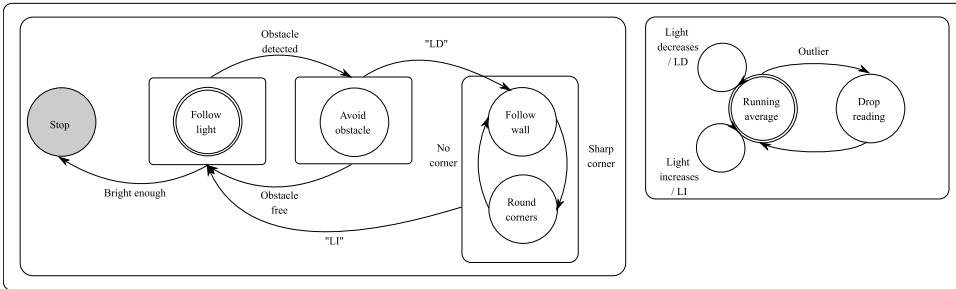 Stop
Follow
light
Avoid
obstacle
Obstacle
detected
"LD"
Bright enough
Obstacle
free
"LI"
No
corner
Follow
wall
Round
corners
Sharp
corner
Light
decreases
/ LD
Light
increases
/ LI
Running
average
Outlier
Drop
reading